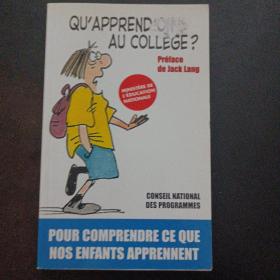 QU'APPREND-ON
AU COLLÈGE ?
Préface
de Jack Lang
MINISTÈRE DE
L'ÉDUCATION
NATIONALE
CONSEIL NATIONAL
DES PROGRAMMES
POUR COMPRENDRE CE QUE
NOS ENFANTS APPRENNENT